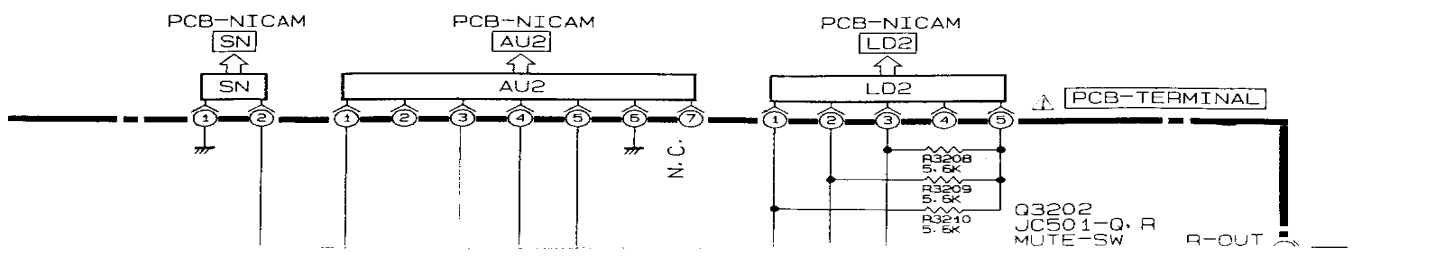 PCB-NICAM
SN
SN
1 2
PCB-NICAM
AU2
AU2
1 2 3 4 5 6 7
N.C.
PCB-NICAM
LD2
LD2
1 2 3 4 5
PCB-TERMINAL
R3208
5.6K
R3209
5.6K
R3210
5.6K
Q3202
JC501-Q.R
MUTE-SW
R-OUT